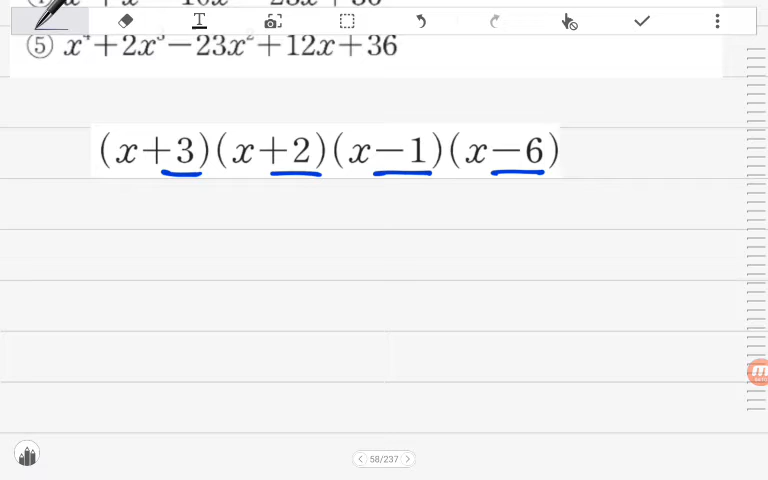 ⑤ x⁴+2x³−23x²+12x+36
(x+3)(x+2)(x−1)(x−6)
58/237